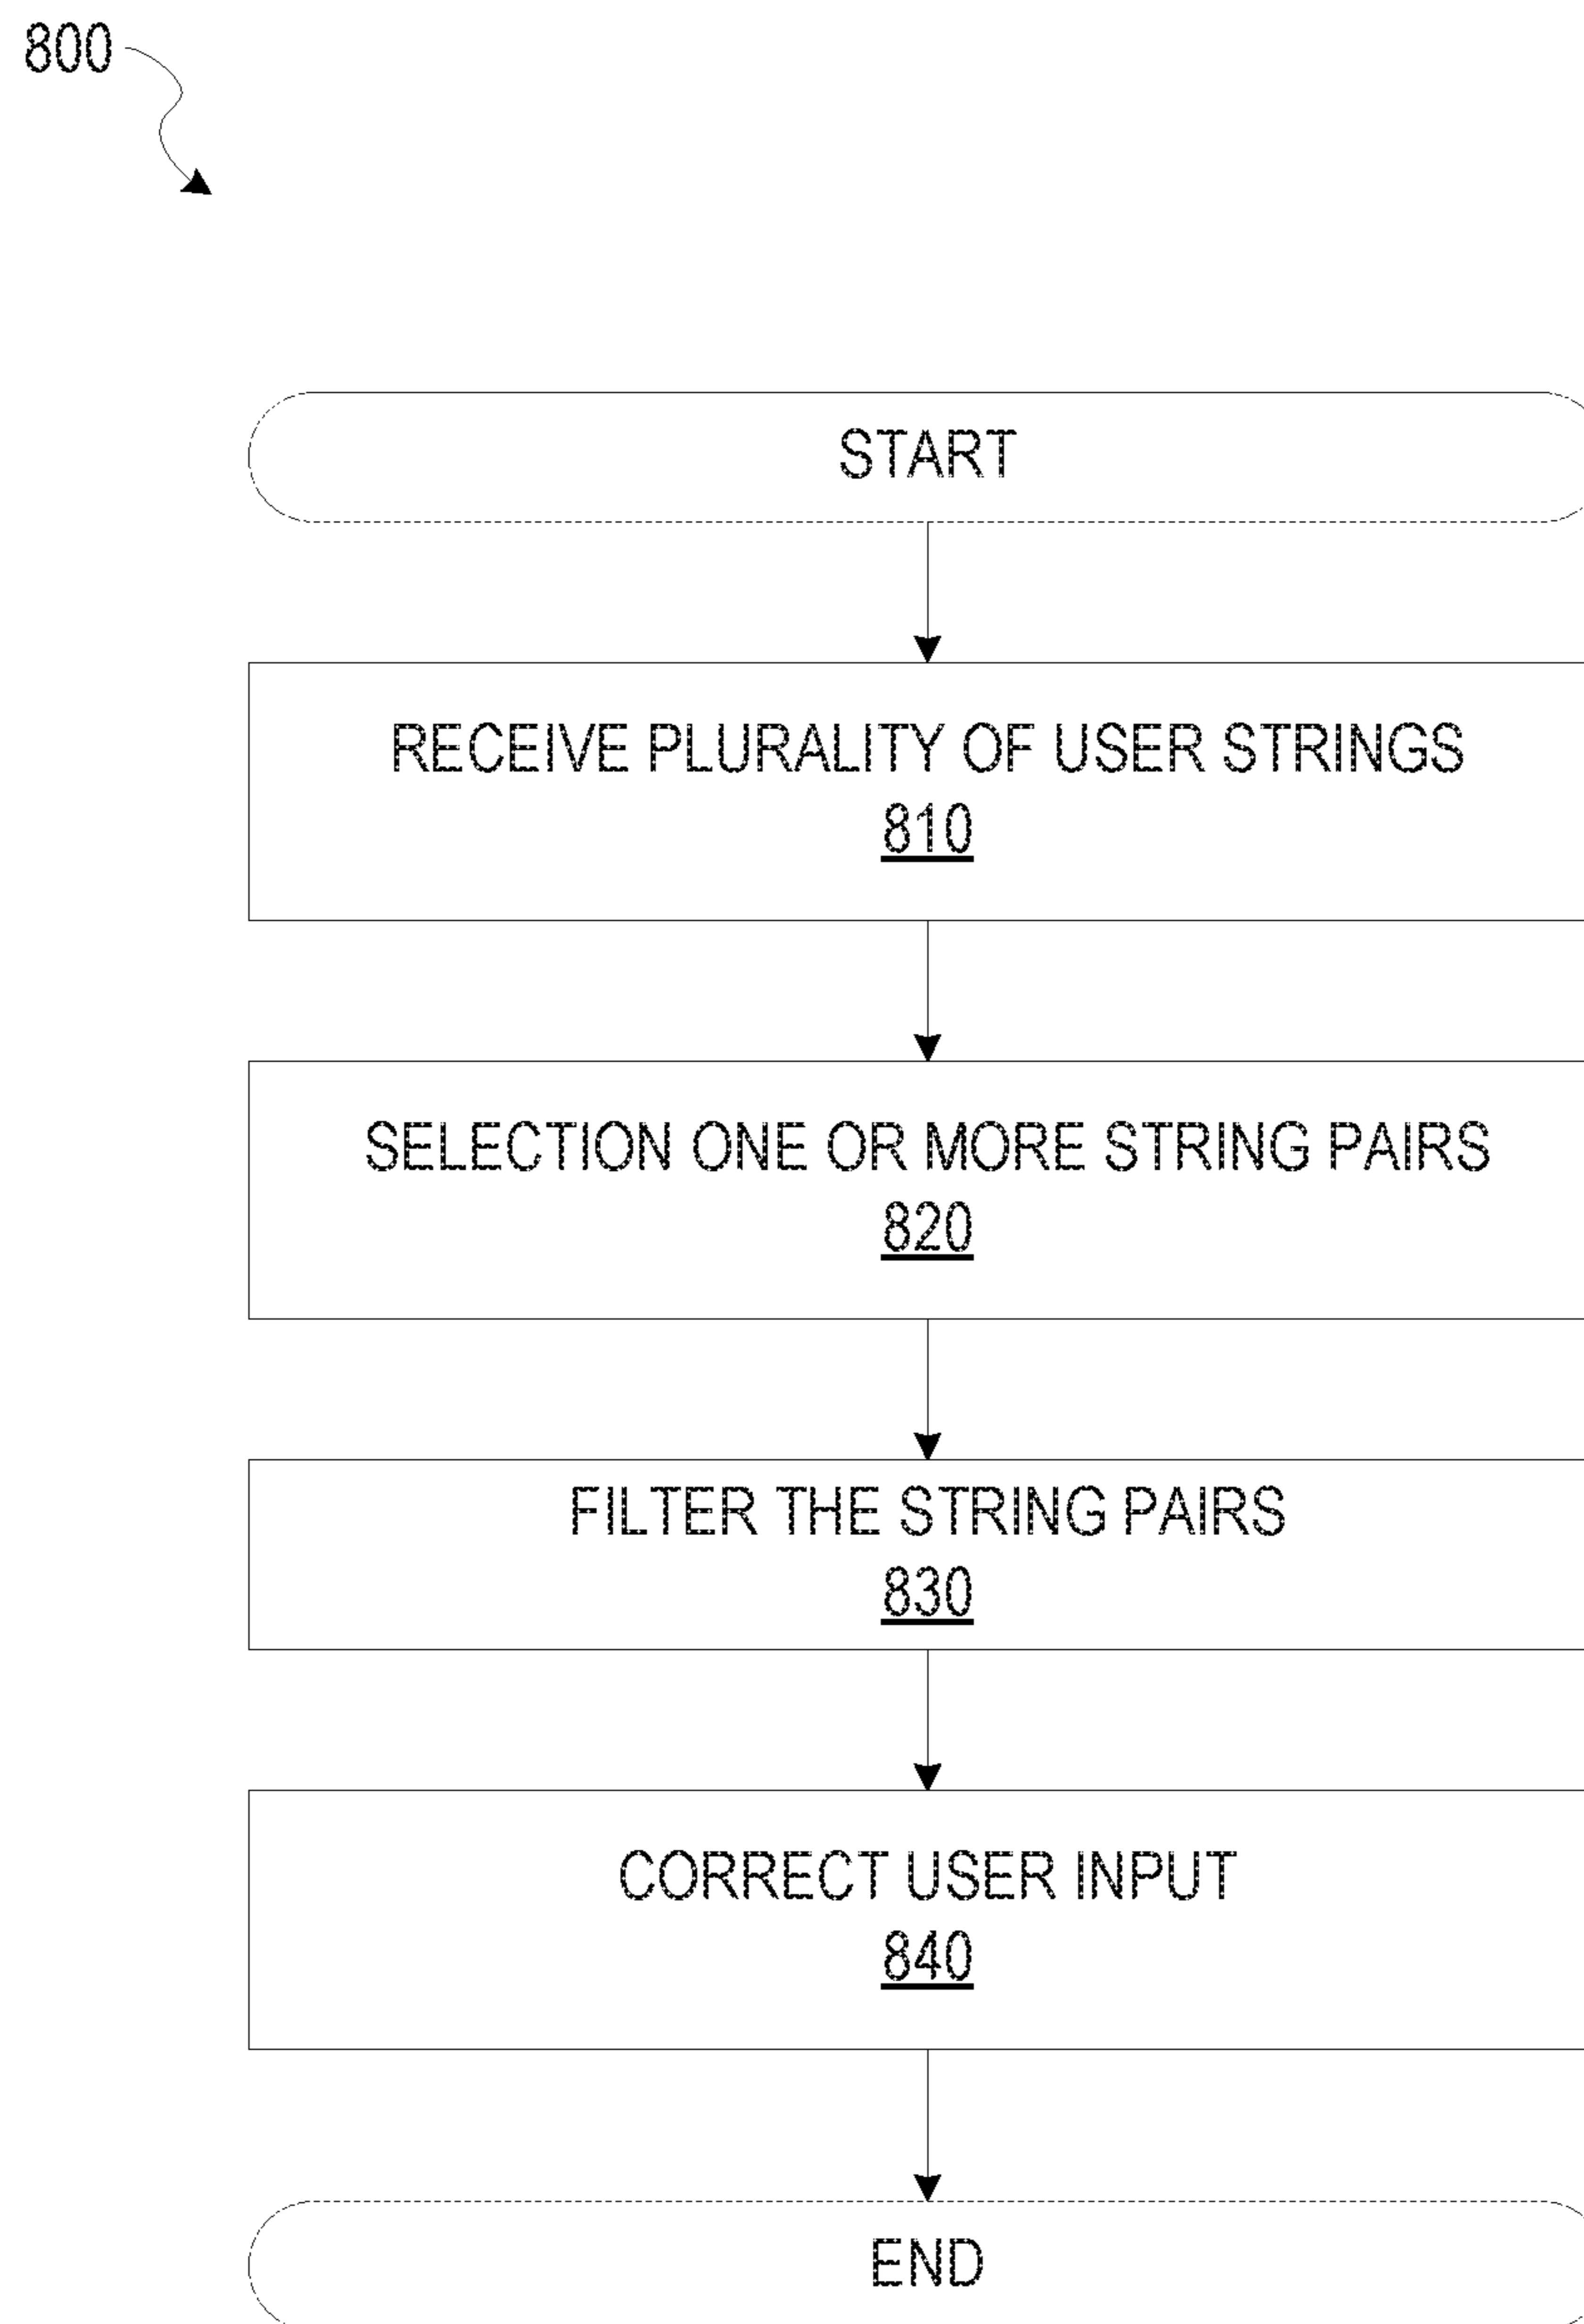 800
START
RECEIVE PLURALITY OF USER STRINGS
810
SELECTION ONE OR MORE STRING PAIRS
820
FILTER THE STRING PAIRS
830
CORRECT USER INPUT
840
END